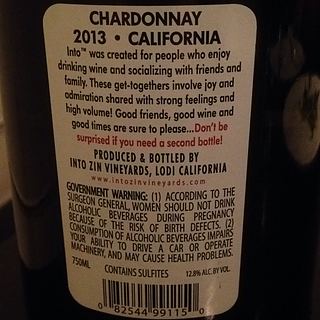 CHARDONNAY
2013 • CALIFORNIA
Into™ was created for people who enjoy
drinking wine and socializing with friends and
family. These get-togethers involve joy and
admiration shared with strong feelings and
high volume! Good friends, good wine and
good times are sure to please...Don't be
surprised if you need a second bottle!
PRODUCED & BOTTLED BY
INTO ZIN VINEYARDS, LODI CALIFORNIA
www.intozinvineyards.com
GOVERNMENT WARNING: (1) ACCORDING TO THE
SURGEON GENERAL, WOMEN SHOULD NOT DRINK
ALCOHOLIC BEVERAGES DURING PREGNANCY
BECAUSE OF THE RISK OF BIRTH DEFECTS. (2)
CONSUMPTION OF ALCOHOLIC BEVERAGES IMPAIRS
YOUR ABILITY TO DRIVE A CAR OR OPERATE
MACHINERY, AND MAY CAUSE HEALTH PROBLEMS.
750ML CONTAINS SULFITES 12.8% ALC. BY VOL.
0 82544 99115 0